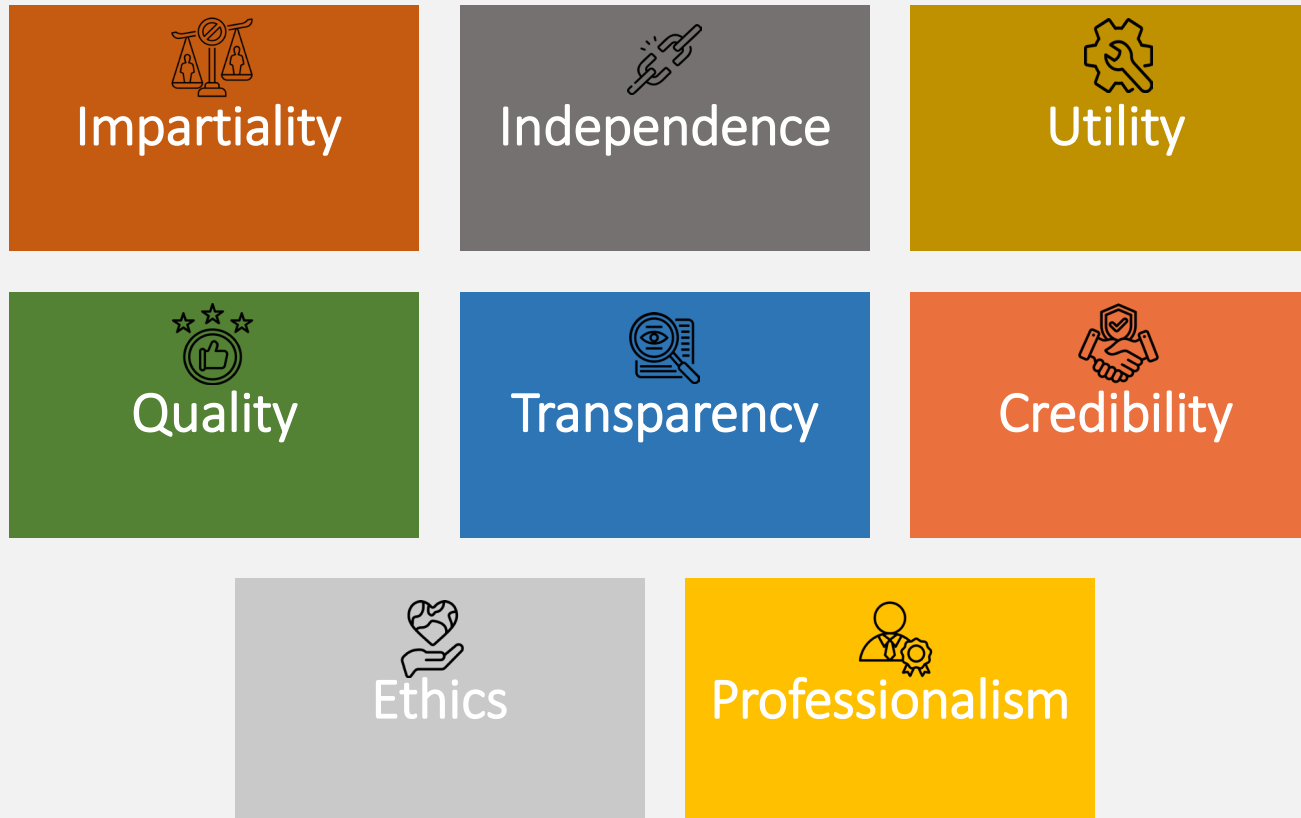 Impartiality
Independence
Utility
Quality
Transparency
Credibility
Ethics
Professionalism